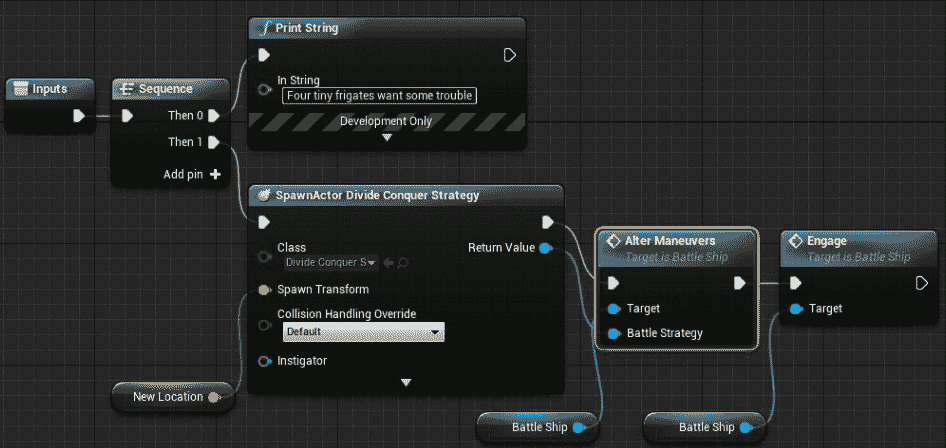 Inputs
Sequence
Then 0
Then 1
Add pin
Print String
In String
Four tiny frigates want some trouble
Development Only
SpawnActor Divide Conquer Strategy
Class
Return Value
Divide Conquer S
Spawn Transform
Collision Handling Override
Default
Instigator
New Location
Alter Maneuvers
Target is Battle Ship
Target
Battle Strategy
Engage
Target is Battle Ship
Target
Battle Ship
Battle Ship